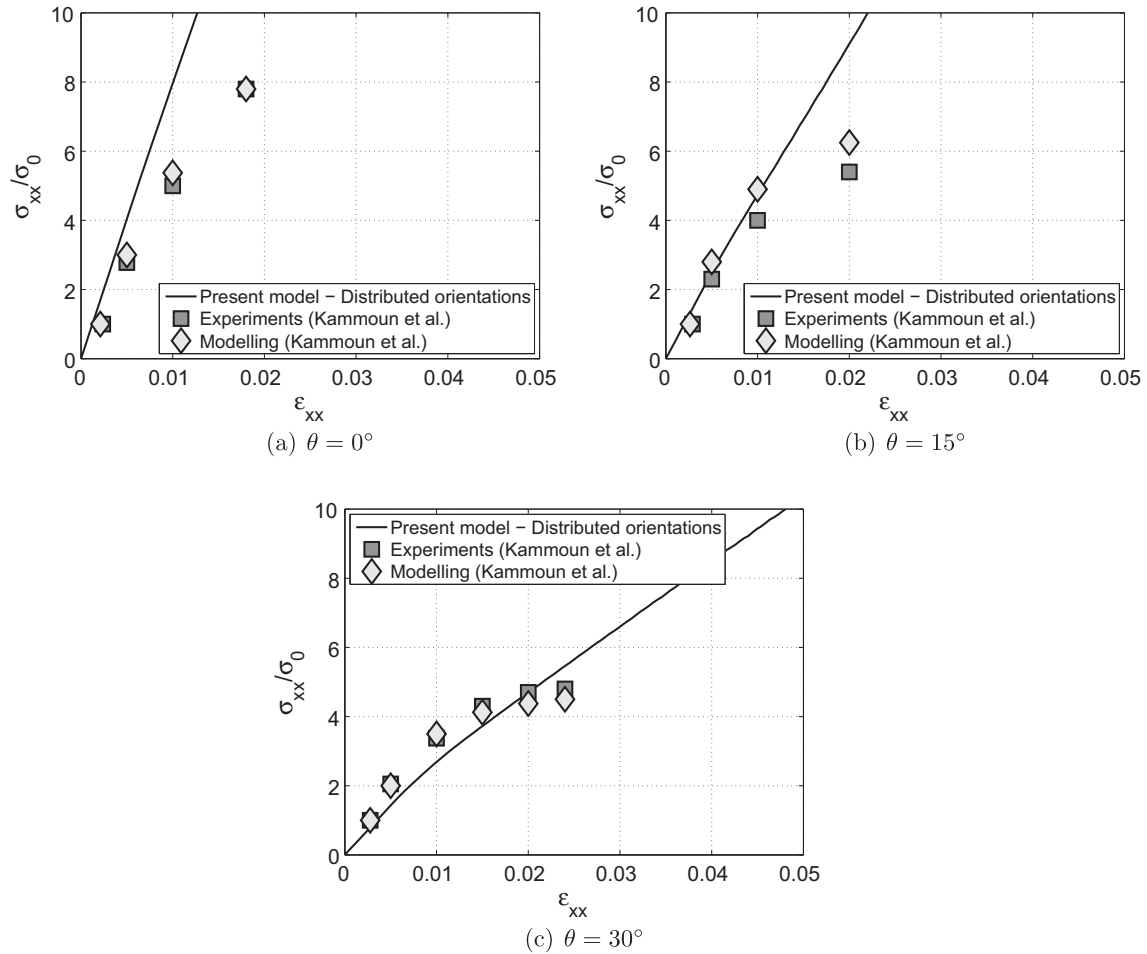 10
8
6
4
2
0
σxx/σ0
Present model − Distributed orientations
Experiments (Kammoun et al.)
Modelling (Kammoun et al.)
0 0.01 0.02 0.03 0.04 0.05
εxx
(a) θ = 0°
10
8
6
4
2
0
σxx/σ0
Present model − Distributed orientations
Experiments (Kammoun et al.)
Modelling (Kammoun et al.)
0 0.01 0.02 0.03 0.04 0.05
εxx
(b) θ = 15°
10
8
6
4
2
0
σxx/σ0
Present model − Distributed orientations
Experiments (Kammoun et al.)
Modelling (Kammoun et al.)
0 0.01 0.02 0.03 0.04 0.05
εxx
(c) θ = 30°